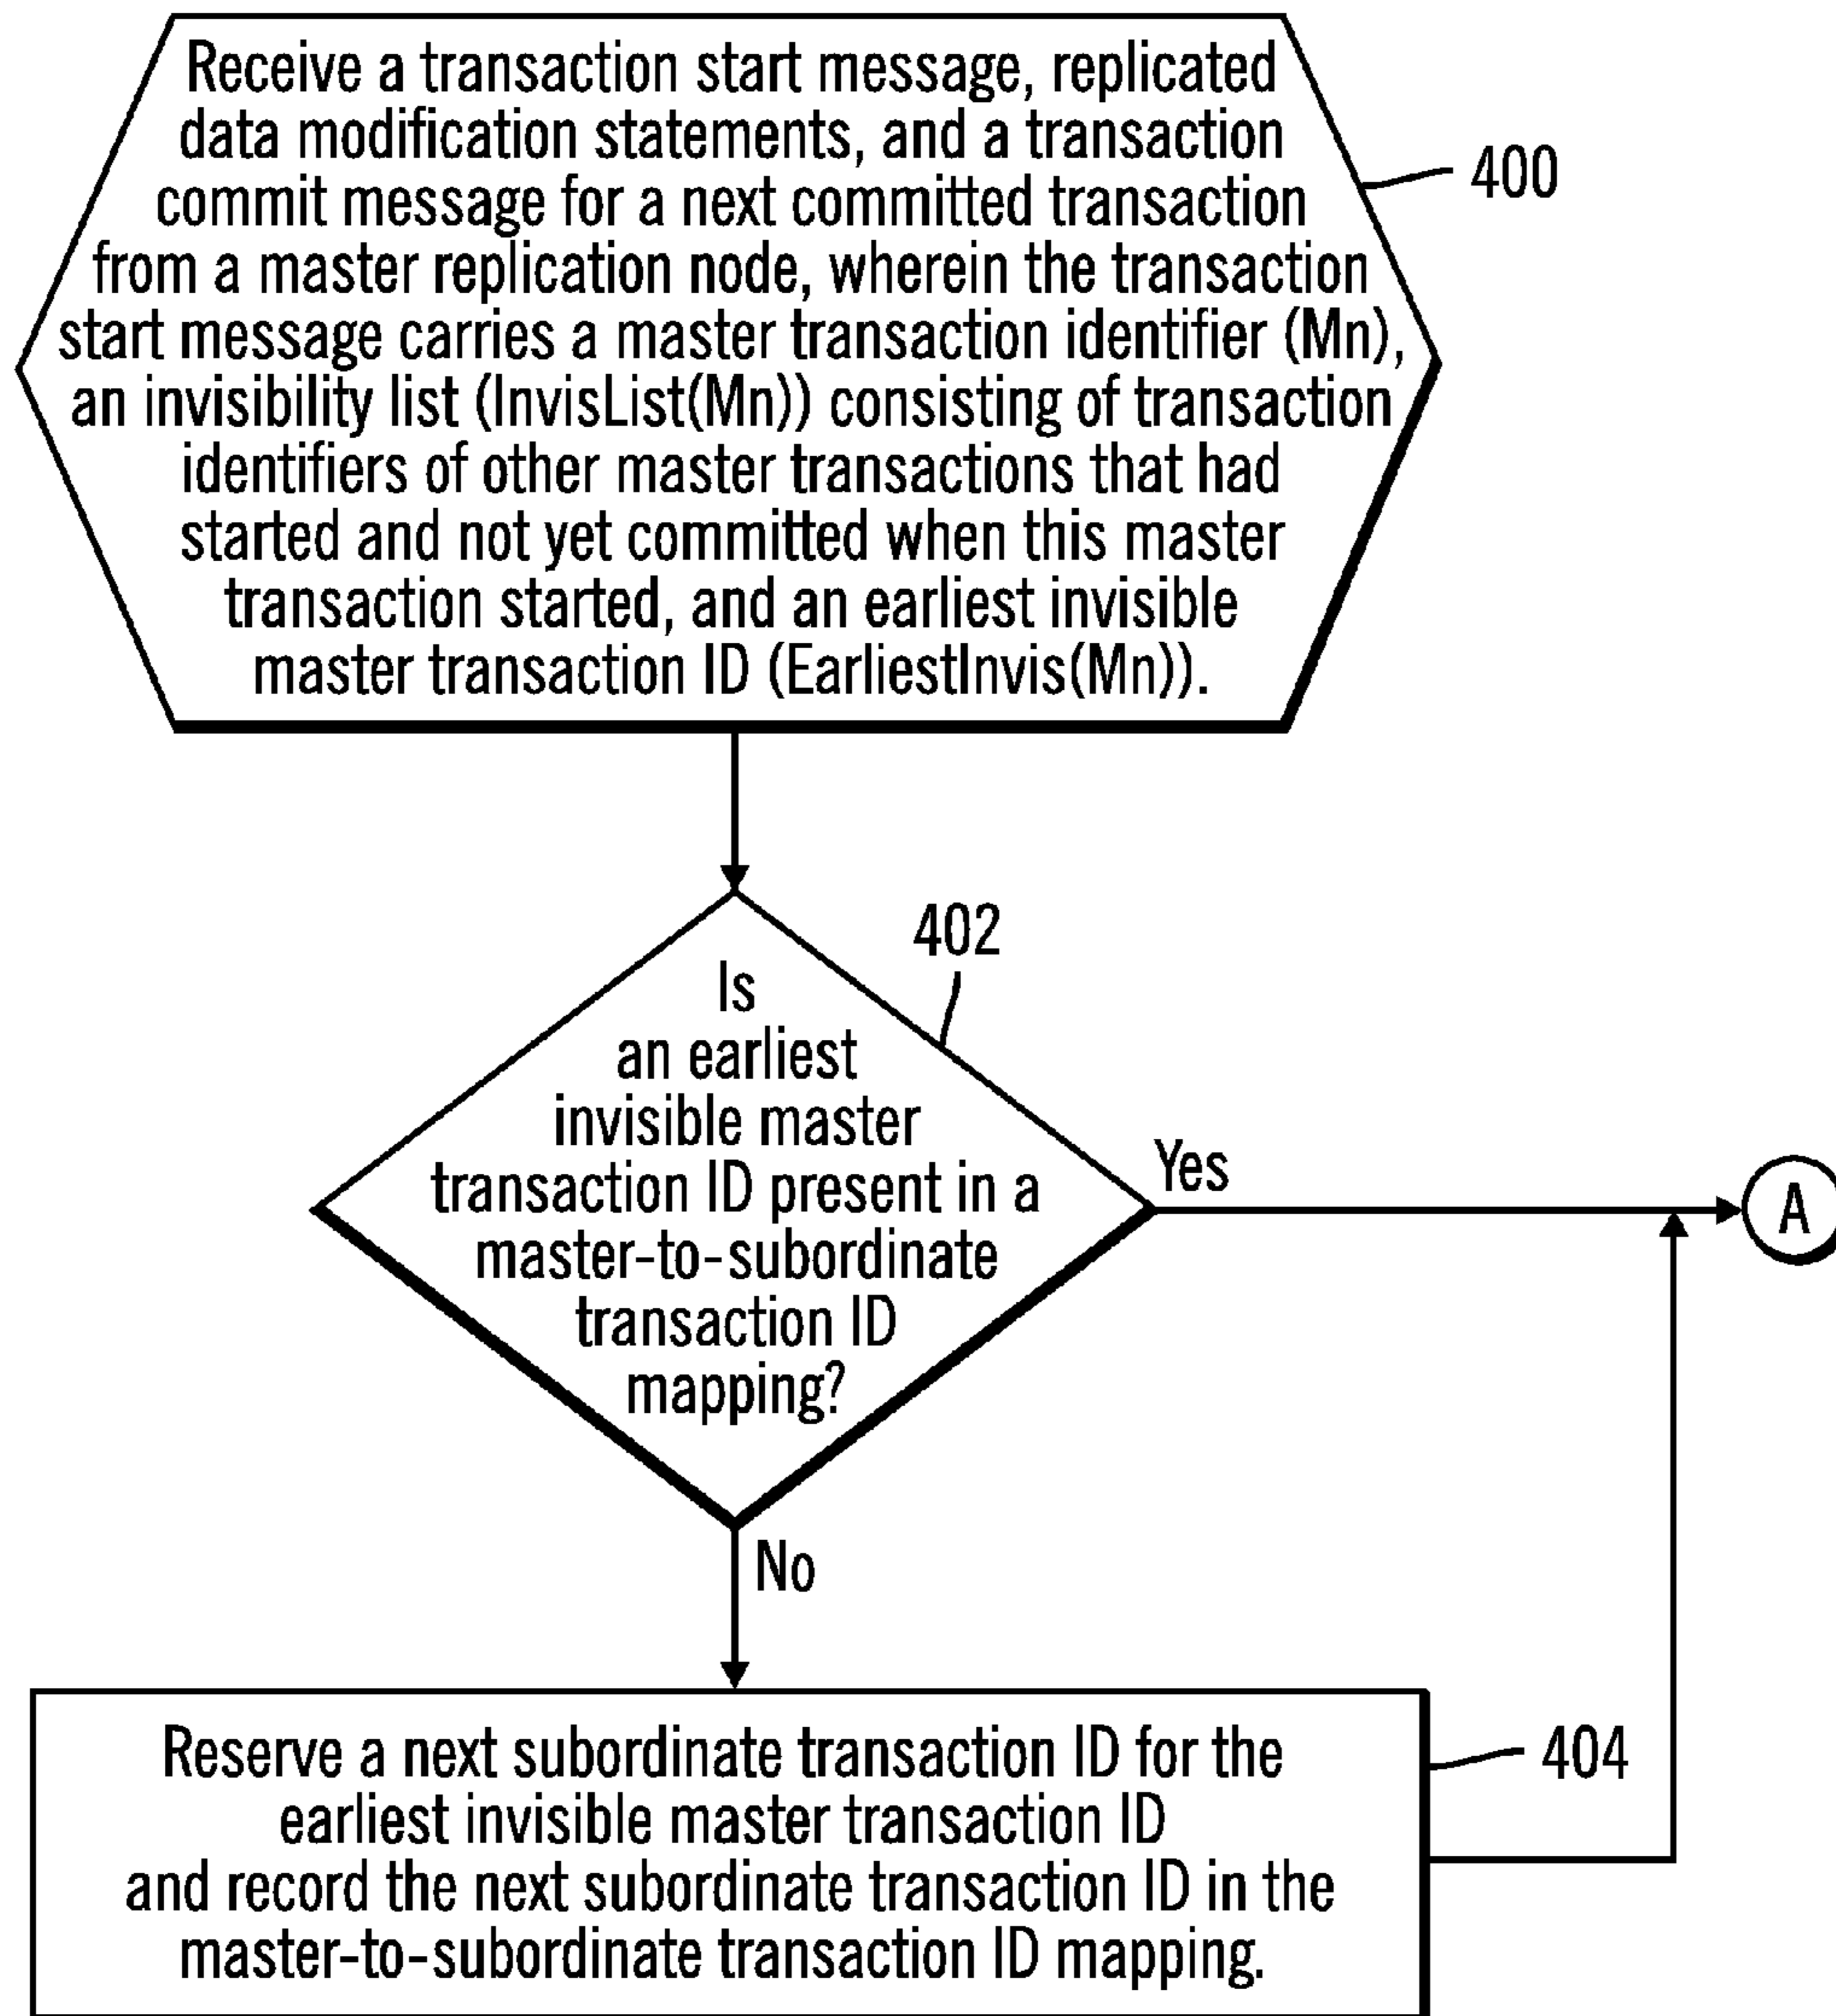 Receive a transaction start message, replicated
data modification statements, and a transaction
commit message for a next committed transaction
from a master replication node, wherein the transaction
start message carries a master transaction identifier (Mn),
an invisibility list (InvisList(Mn)) consisting of transaction
identifiers of other master transactions that had
started and not yet committed when this master
transaction started, and an earliest invisible
master transaction ID (EarliestInvis(Mn)).
400
402
Is
an earliest
invisible master
transaction ID present in a
master-to-subordinate
transaction ID
mapping?
Yes
A
No
Reserve a next subordinate transaction ID for the
earliest invisible master transaction ID
and record the next subordinate transaction ID in the
master-to-subordinate transaction ID mapping.
404